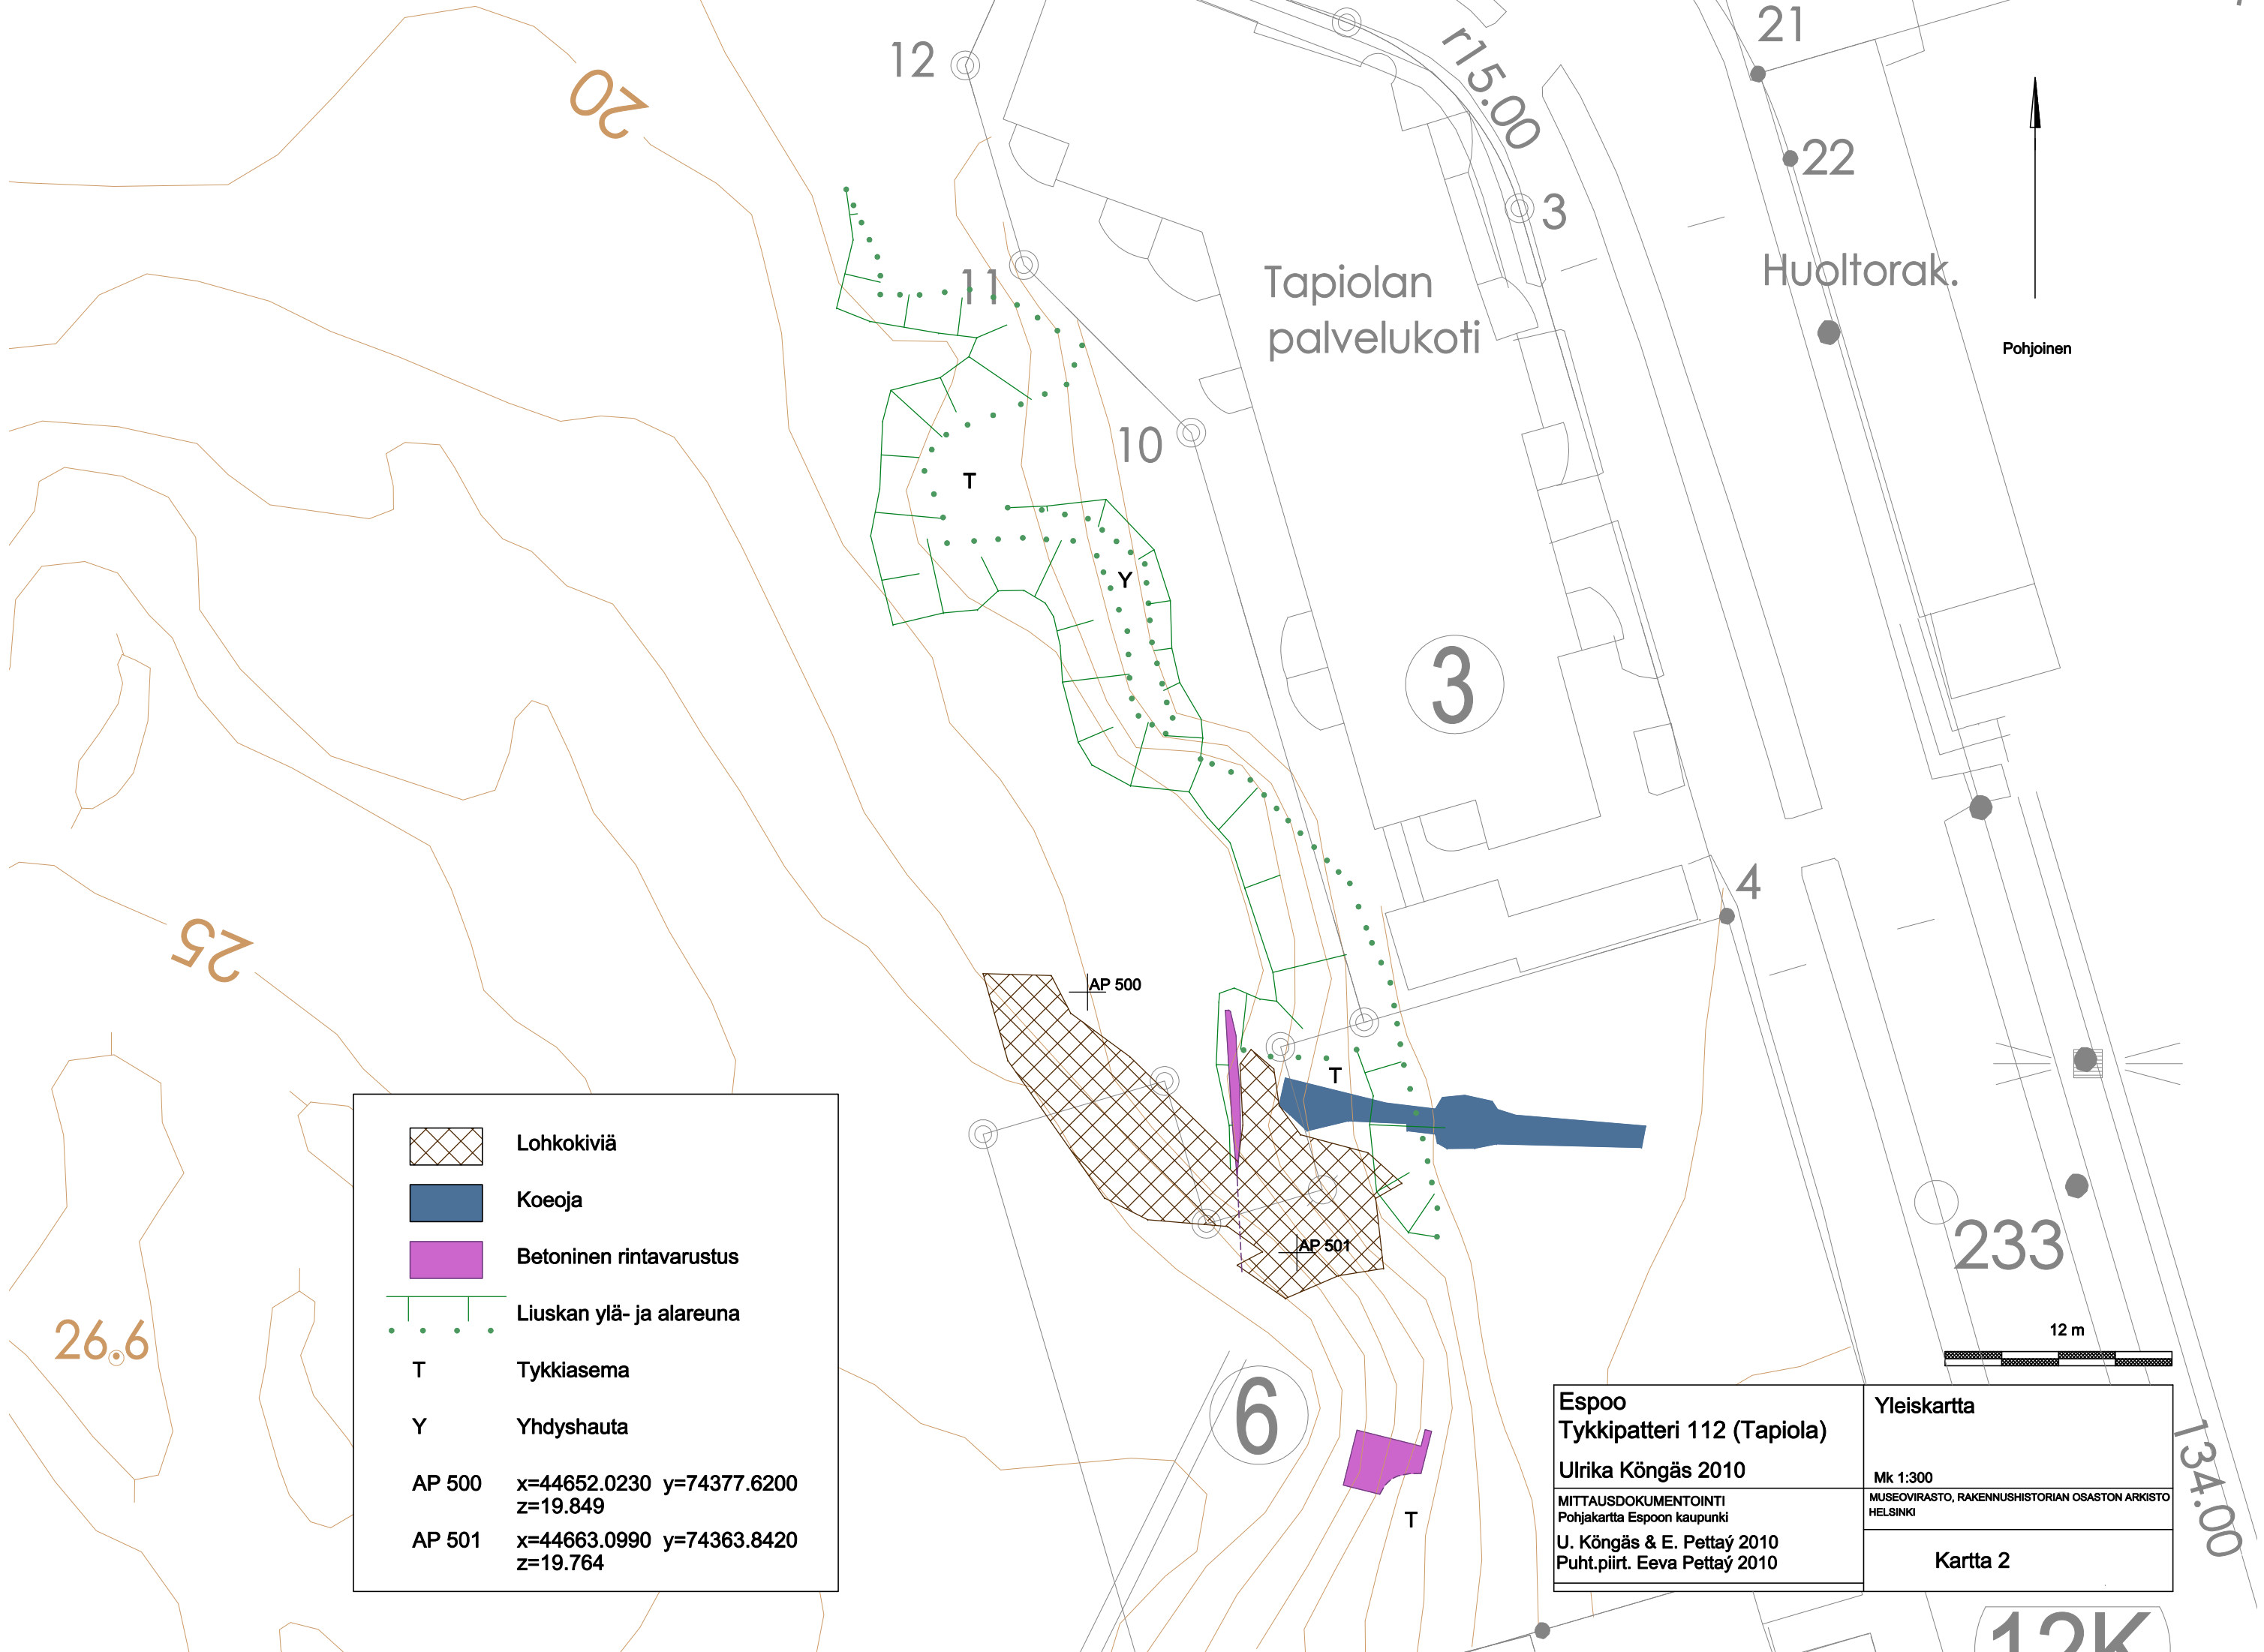 20
12
11
10
r15.00
3
21
22
Huoltorak.
Tapiolan
palvelukoti
Pohjoinen
T
Y
3
4
25
AP 500
T
AP 501
26.6
Lohkokiviä
Koeoja
Betoninen rintavarustus
Liuskan ylä- ja alareuna
T Tykkiasema
Y Yhdyshauta
AP 500 x=44652.0230 y=74377.6200
z=19.849
AP 501 x=44663.0990 y=74363.8420
z=19.764
6
T
233
12 m
134.00
Espoo
Tykkipatteri 112 (Tapiola)
Ulrika Köngäs 2010
Yleiskartta
Mk 1:300
MITTAUSDOKUMENTOINTI
Pohjakartta Espoon kaupunki
U. Köngäs & E. Pettaý 2010
Puht.piirt. Eeva Pettaý 2010
MUSEOVIRASTO, RAKENNUSHISTORIAN OSASTON ARKISTO
HELSINKI
Kartta 2
12K